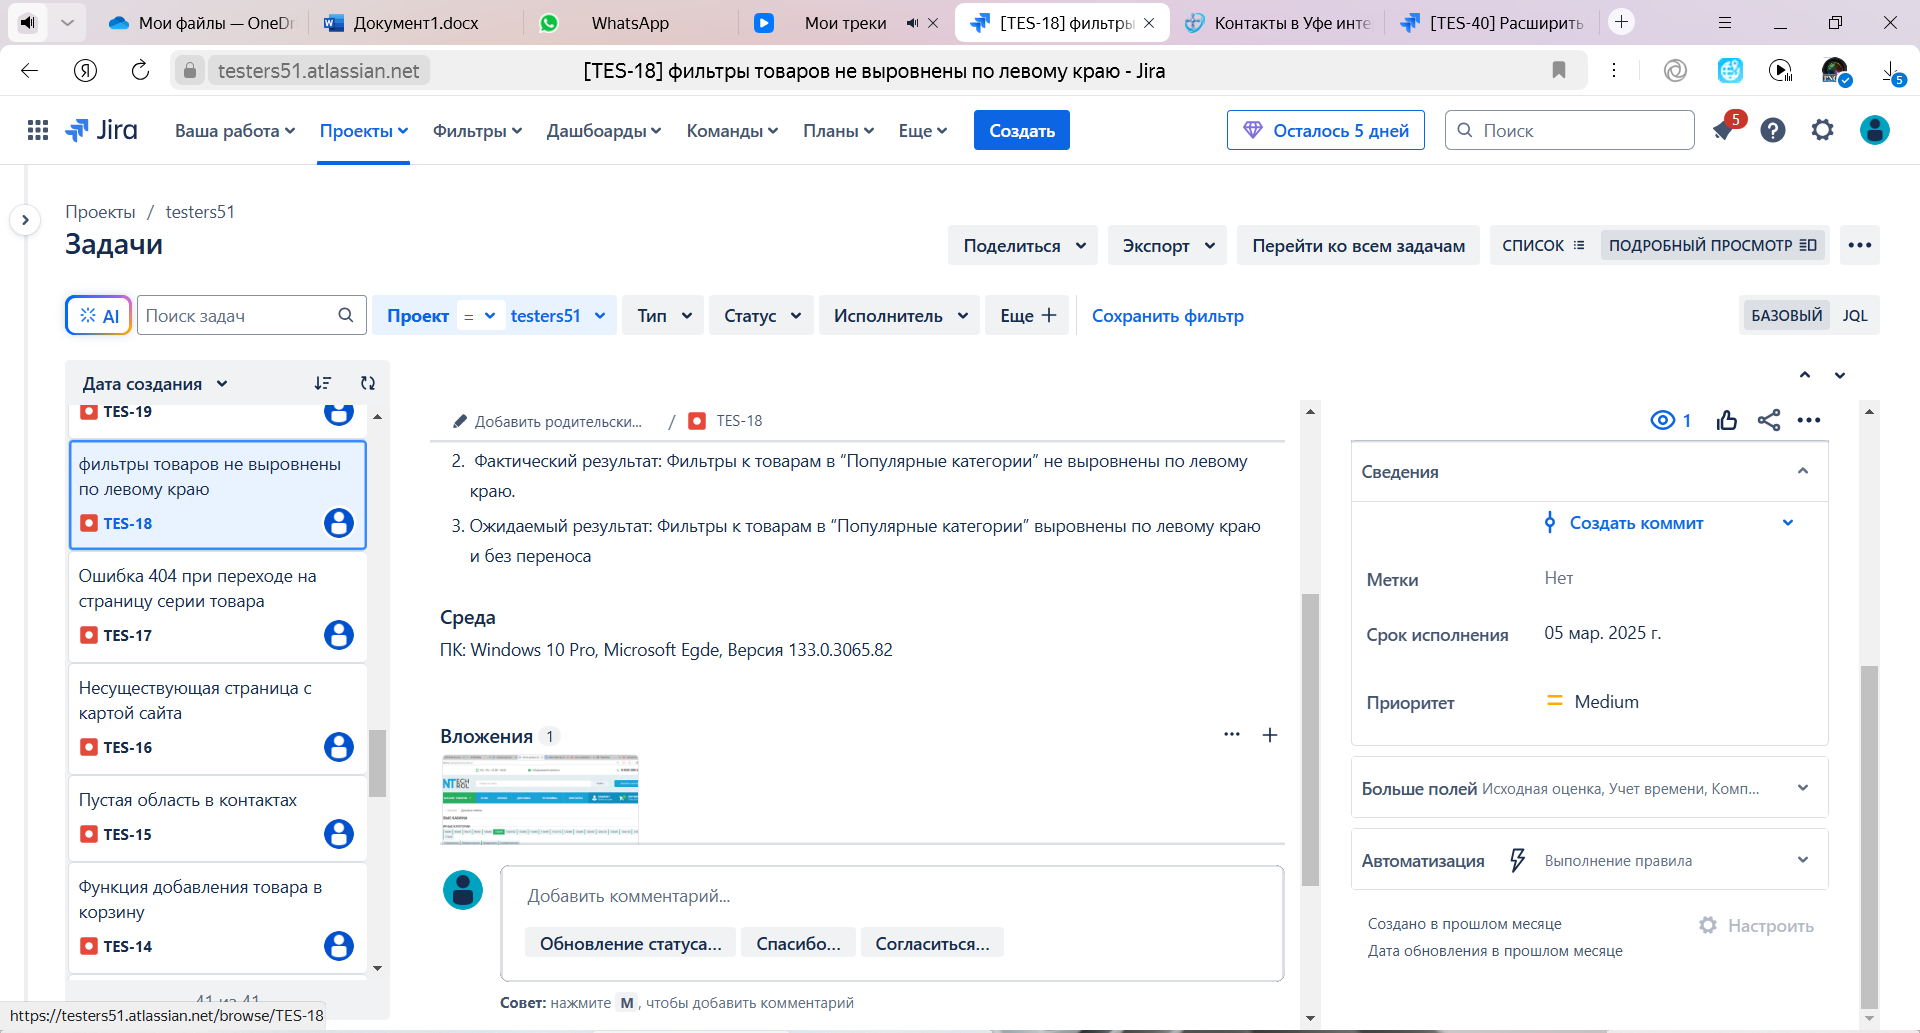 Мои файлы — OneDr
Документ1.docx
WhatsApp
Мои треки
[TES-18] фильтры
Контакты в Уфе инте
[TES-40] Расширить
testers51.atlassian.net
[TES-18] фильтры товаров не выровнены по левому краю - Jira
5
Jira
Ваша работа
Проекты
Фильтры
Дашборды
Команды
Планы
Еще
Создать
Осталось 5 дней
Поиск
5
Проекты / testers51
Задачи
Поделиться
Экспорт
Перейти ко всем задачам
СПИСОК
ПОДРОБНЫЙ ПРОСМОТР
AI
Поиск задач
Проект = testers51
Тип
Статус
Исполнитель
Еще
Сохранить фильтр
БАЗОВЫЙ
JQL
Дата создания
TES-19
фильтры товаров не выровнены
по левому краю
TES-18
Ошибка 404 при переходе на
страницу серии товара
TES-17
Несуществующая страница с
картой сайта
TES-16
Пустая область в контактах
TES-15
Функция добавления товара в
корзину
TES-14
41 из 41
https://testers51.atlassian.net/browse/TES-18
Добавить родительски... / TES-18
2. Фактический результат: Фильтры к товарам в “Популярные категории” не выровнены по левому
краю.
3. Ожидаемый результат: Фильтры к товарам в “Популярные категории” выровнены по левому краю
и без переноса
Среда
ПК: Windows 10 Pro, Microsoft Egde, Версия 133.0.3065.82
Вложения 1
Добавить комментарий...
Обновление статуса...
Спасибо...
Согласиться...
Совет: нажмите M, чтобы добавить комментарий
1
Сведения
Создать коммит
Метки
Нет
Срок исполнения
05 мар. 2025 г.
Приоритет
Medium
Больше полей Исходная оценка, Учет времени, Комп...
Автоматизация
Выполнение правила
Создано в прошлом месяце
Дата обновления в прошлом месяце
Настроить